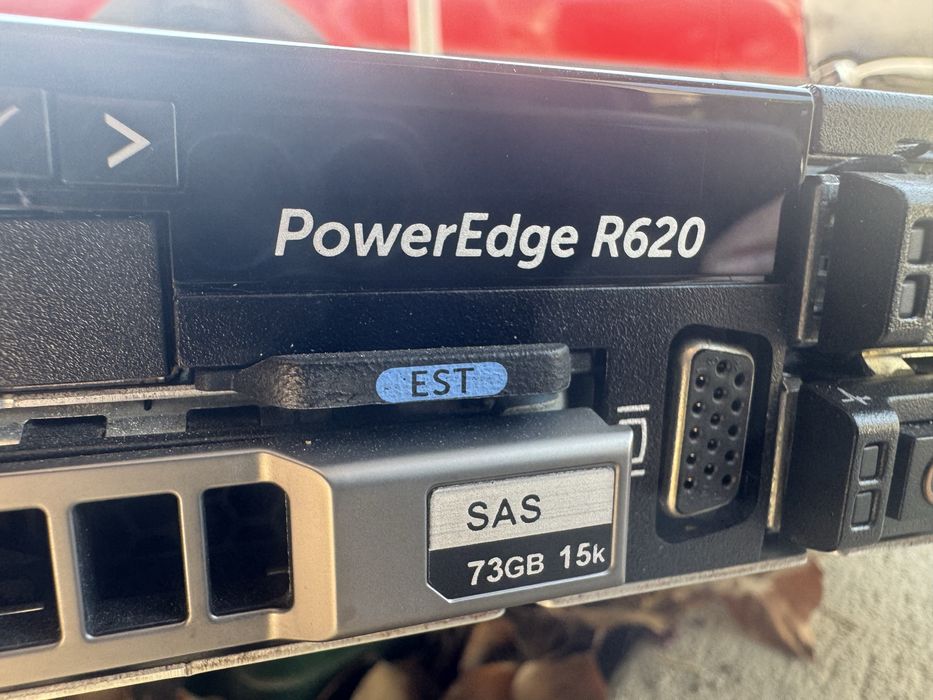 PowerEdge R620
EST
SAS
73GB 15k